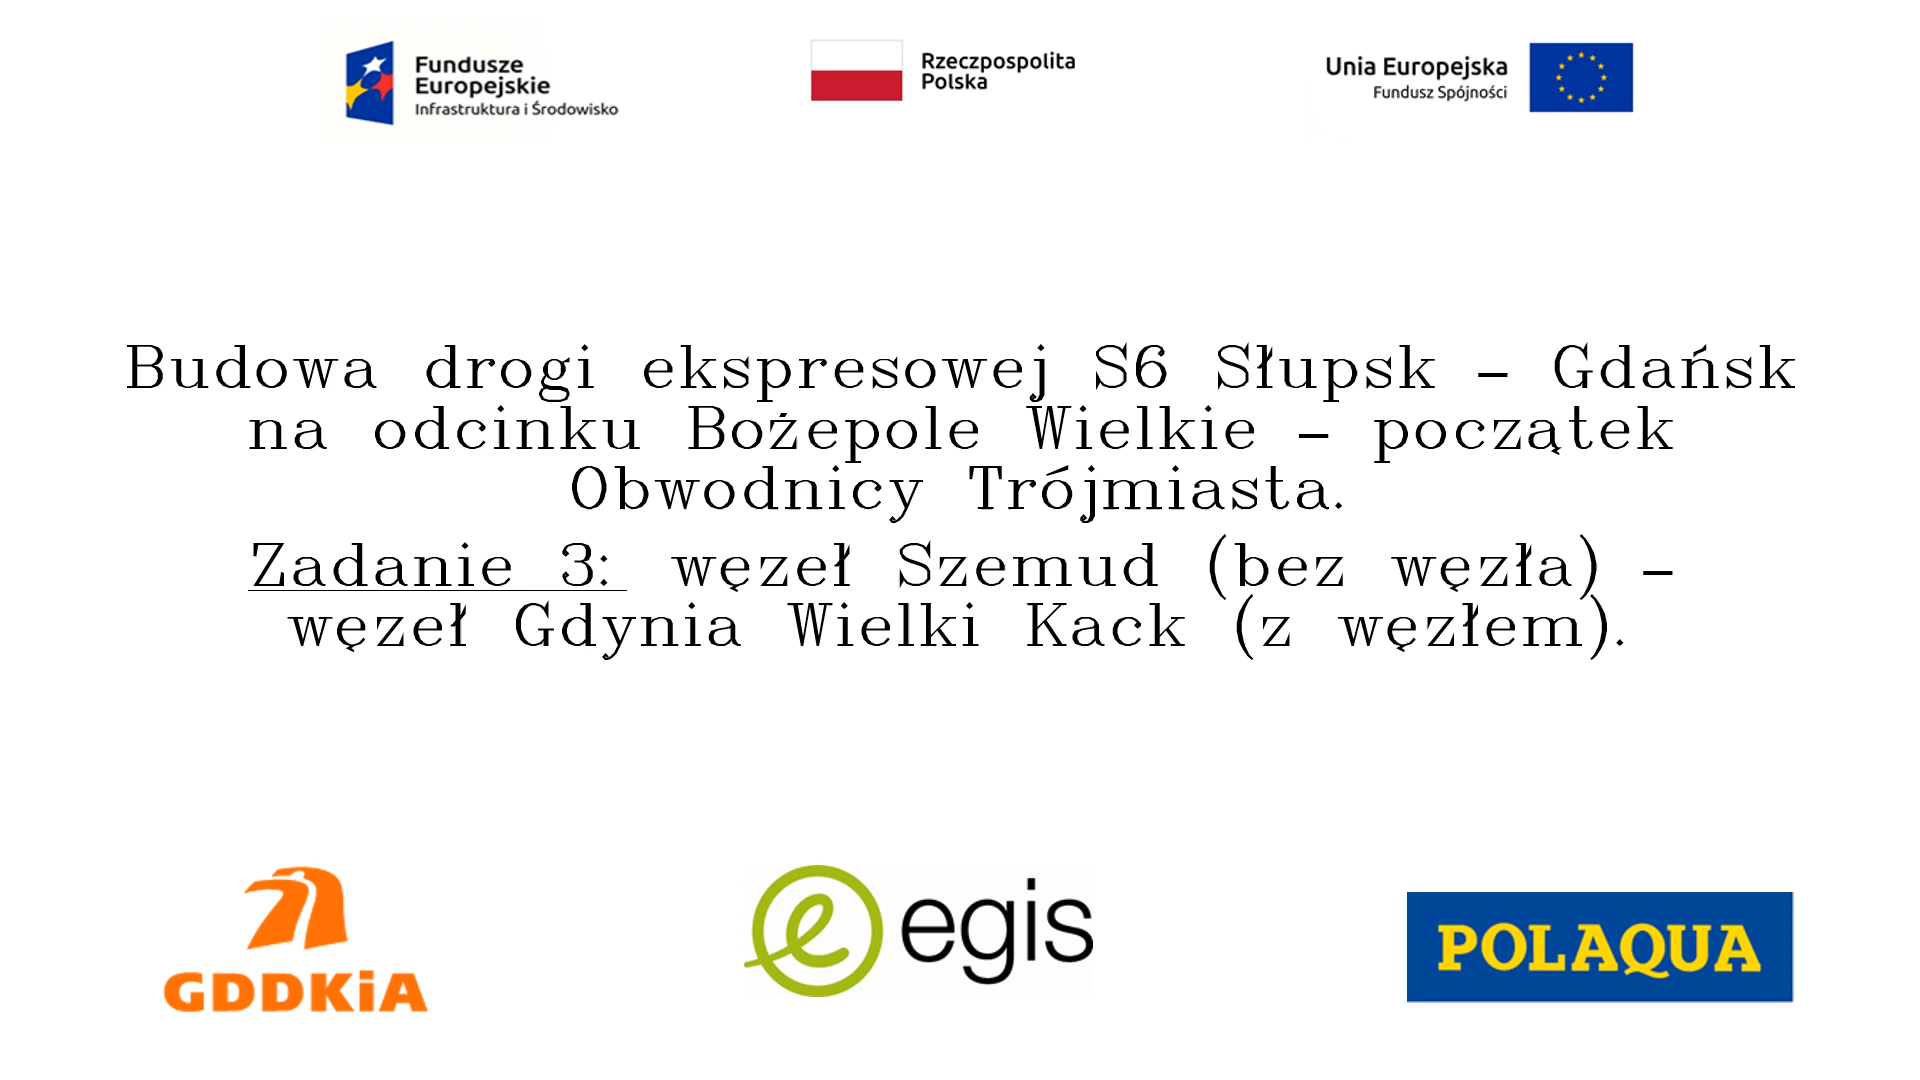 Fundusze
Europejskie
Infrastruktura i Środowisko
Rzeczpospolita
Polska
Unia Europejska
Fundusz Spójności
Budowa drogi ekspresowej S6 Słupsk – Gdańsk
na odcinku Bożepole Wielkie – początek
Obwodnicy Trójmiasta.
Zadanie 3: węzeł Szemud (bez węzła) –
węzeł Gdynia Wielki Kack (z węzłem).
GDDKiA
e egis
POLAQUA